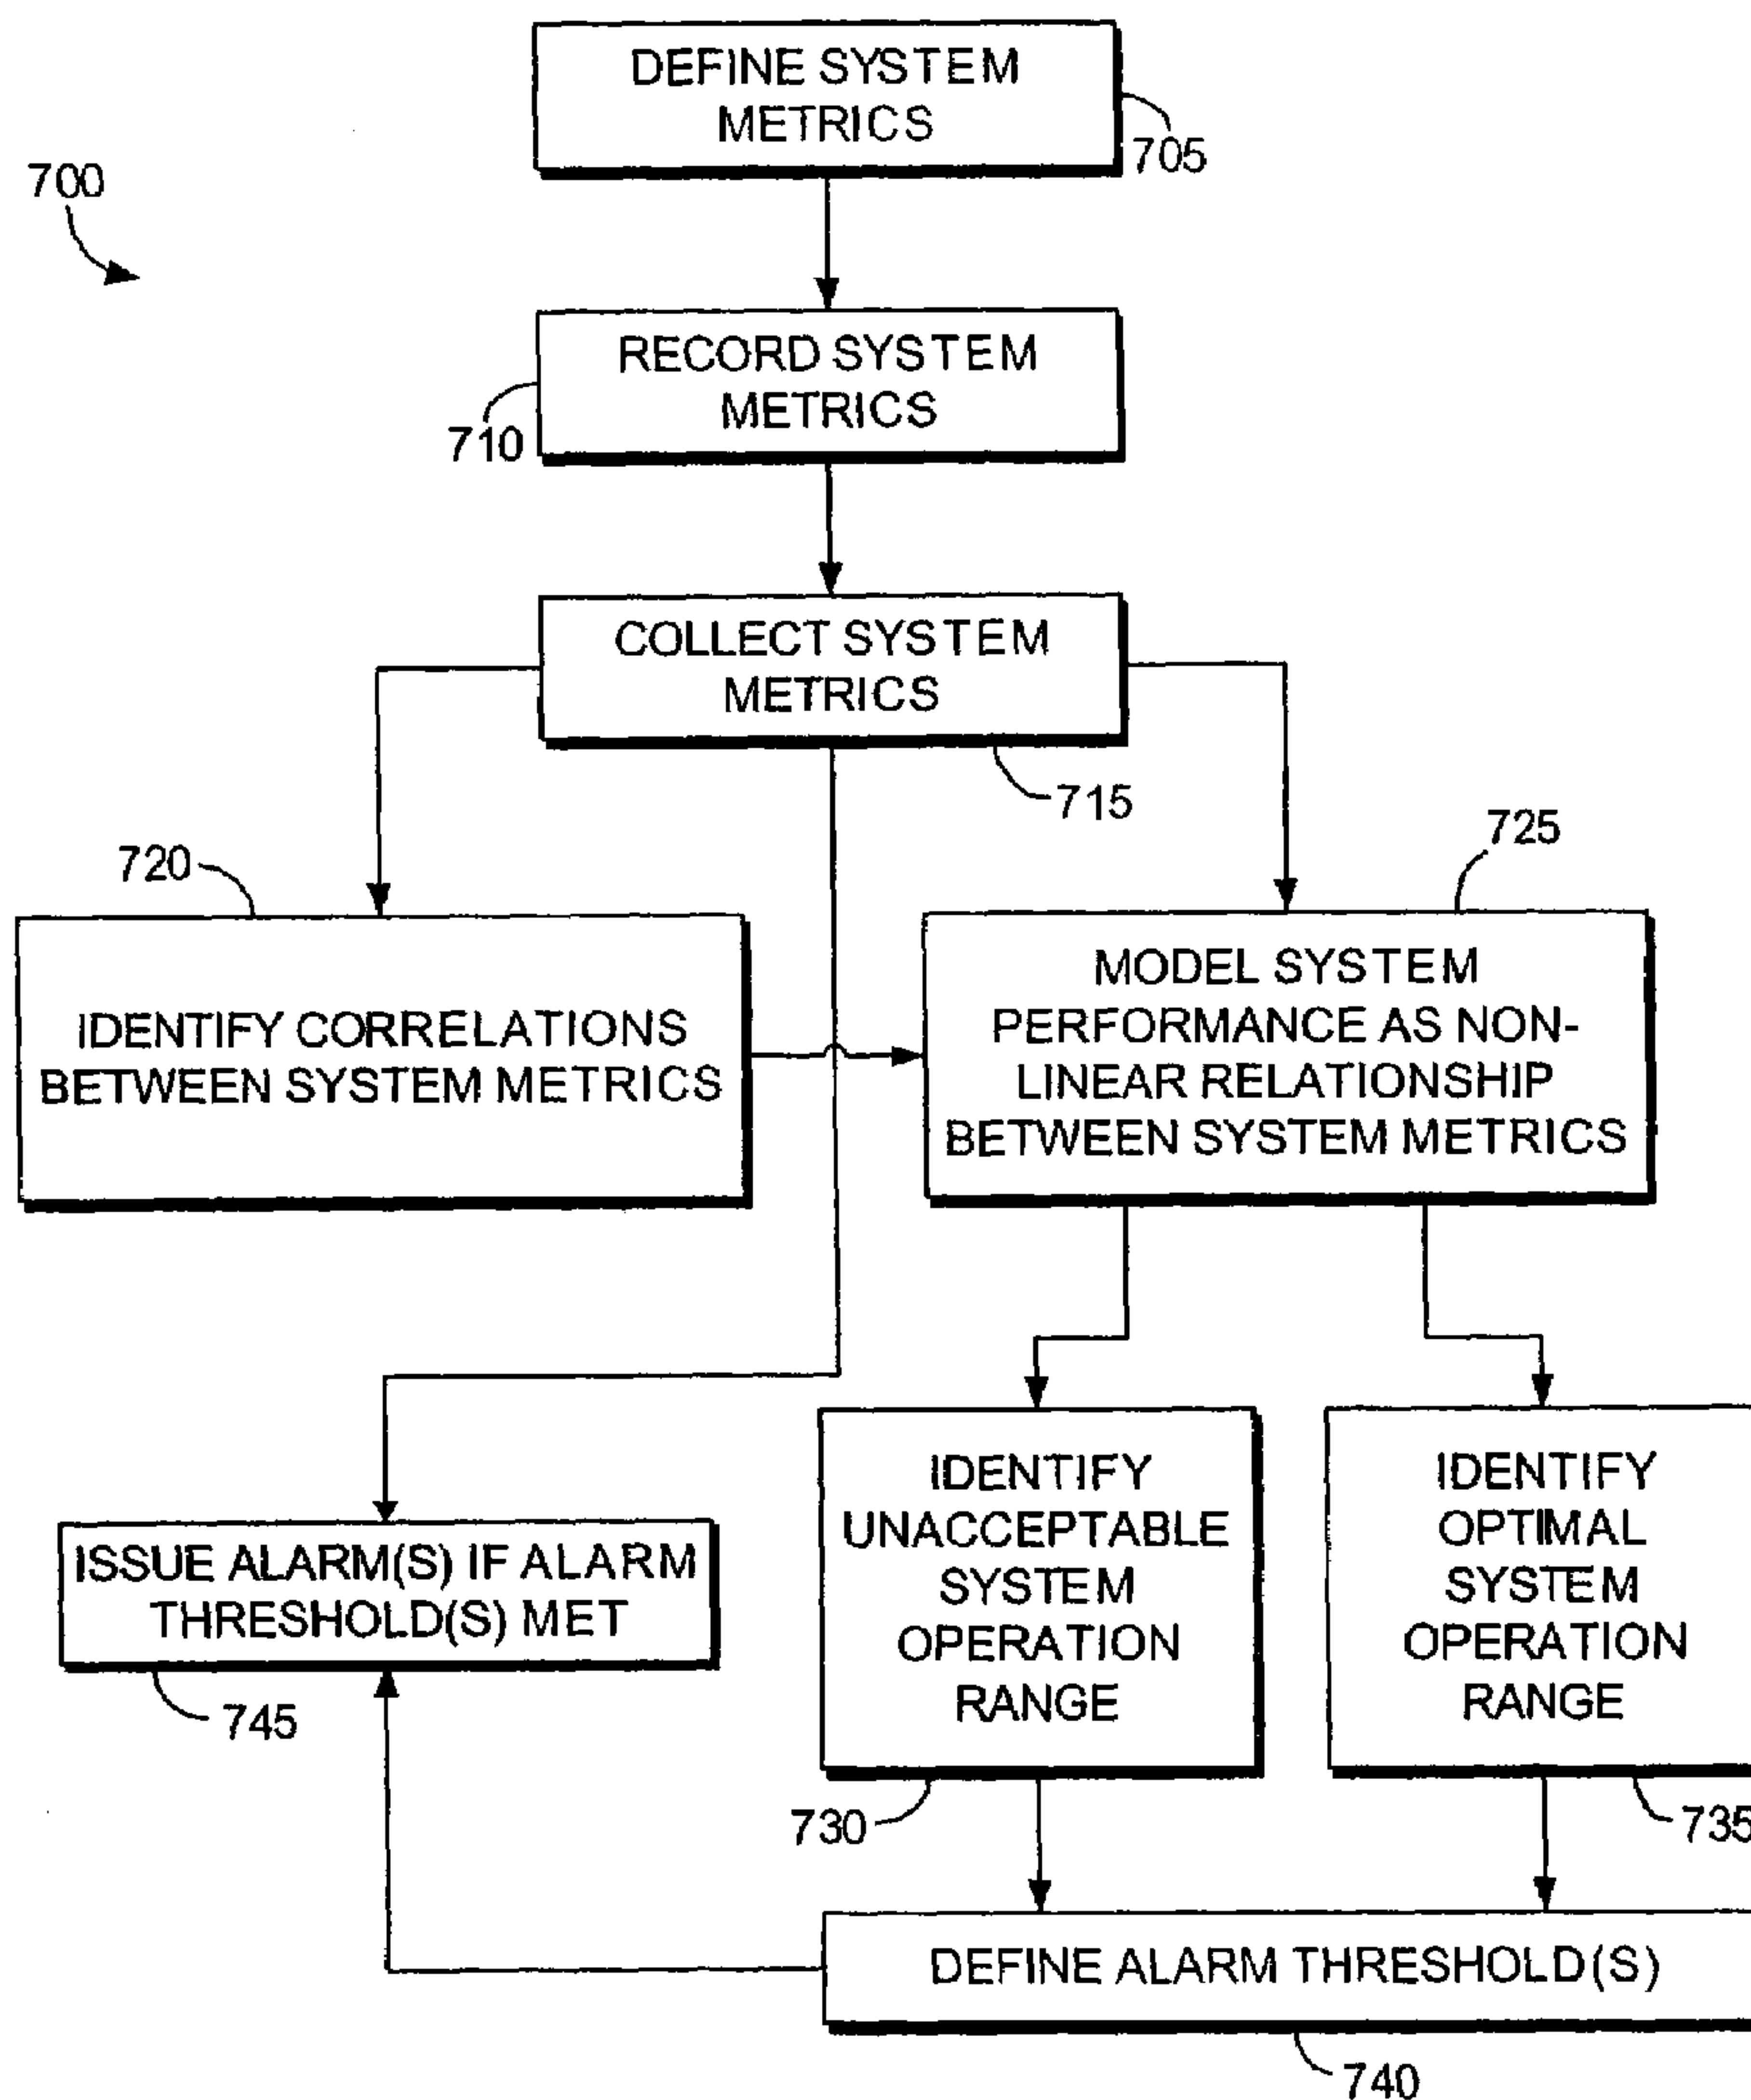 DEFINE SYSTEM
METRICS
705
700
RECORD SYSTEM
METRICS
710
COLLECT SYSTEM
METRICS
715
720
725
IDENTIFY CORRELATIONS
BETWEEN SYSTEM METRICS
MODEL SYSTEM
PERFORMANCE AS NON-
LINEAR RELATIONSHIP
BETWEEN SYSTEM METRICS
ISSUE ALARM(S) IF ALARM
THRESHOLD(S) MET
745
IDENTIFY
UNACCEPTABLE
SYSTEM
OPERATION
RANGE
730
IDENTIFY
OPTIMAL
SYSTEM
OPERATION
RANGE
735
DEFINE ALARM THRESHOLD(S)
740